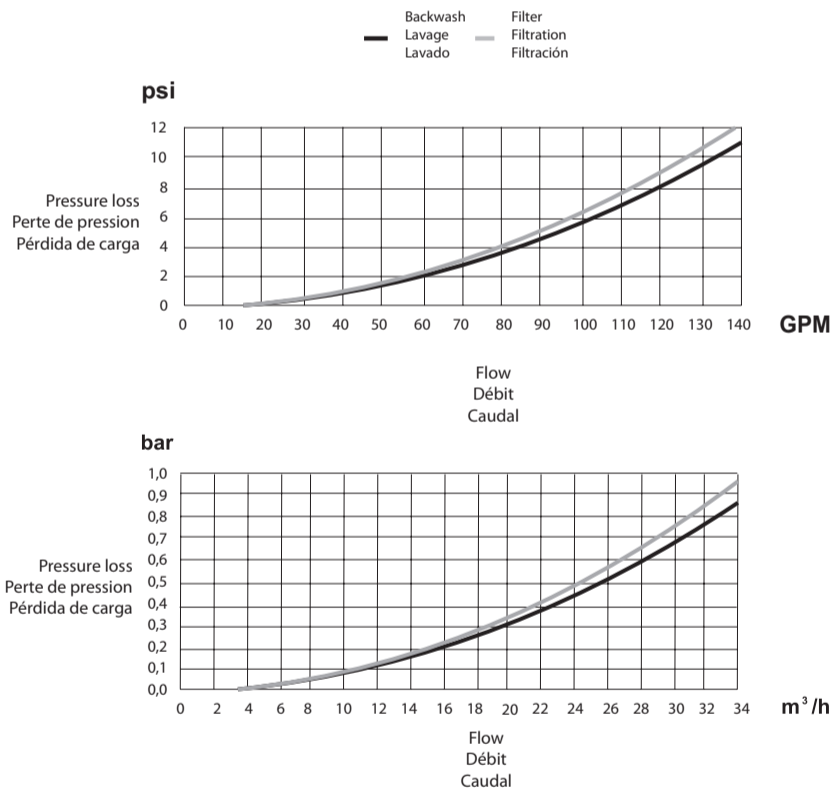 Backwash
Lavage
Lavado
Filter
Filtration
Filtración
psi
12
10
8
6
4
2
0
Pressure loss
Perte de pression
Pérdida de carga
0 10 20 30 40 50 60 70 80 90 100 110 120 130 140
GPM
Flow
Débit
Caudal
bar
1,0
0,9
0,8
0,7
0,6
0,5
0,4
0,3
0,2
0,1
0,0
Pressure loss
Perte de pression
Pérdida de carga
0 2 4 6 8 10 12 14 16 18 20 22 24 26 28 30 32 34
m³/h
Flow
Débit
Caudal